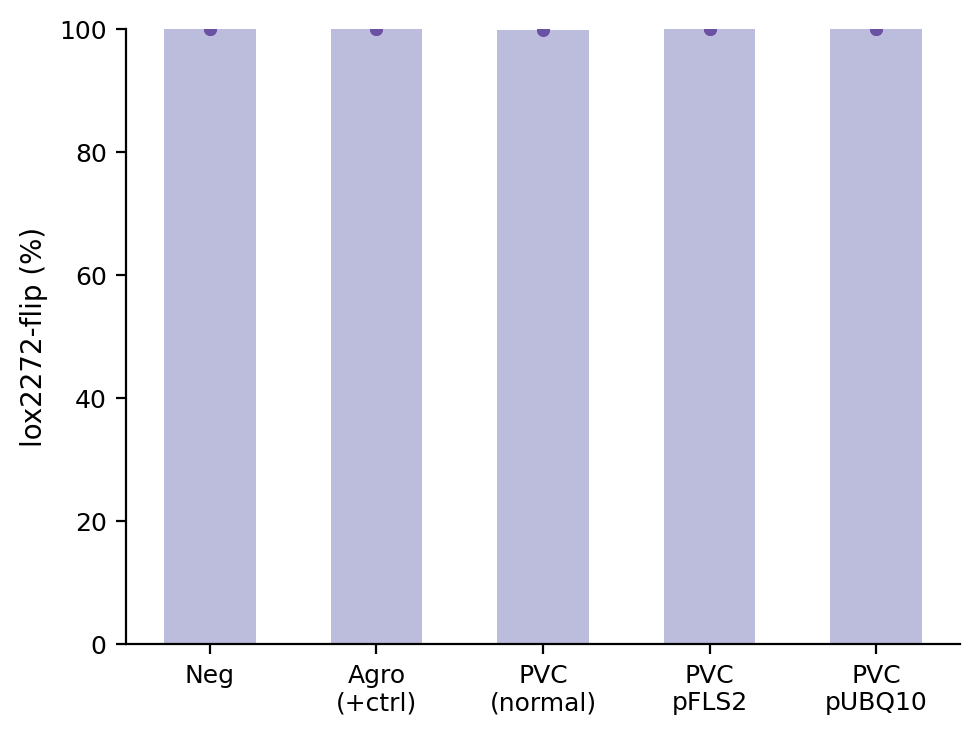 lox2272-flip (%)
100
80
60
40
20
0
Neg
Agro
(+ctrl)
PVC
(normal)
PVC
pFLS2
PVC
pUBQ10